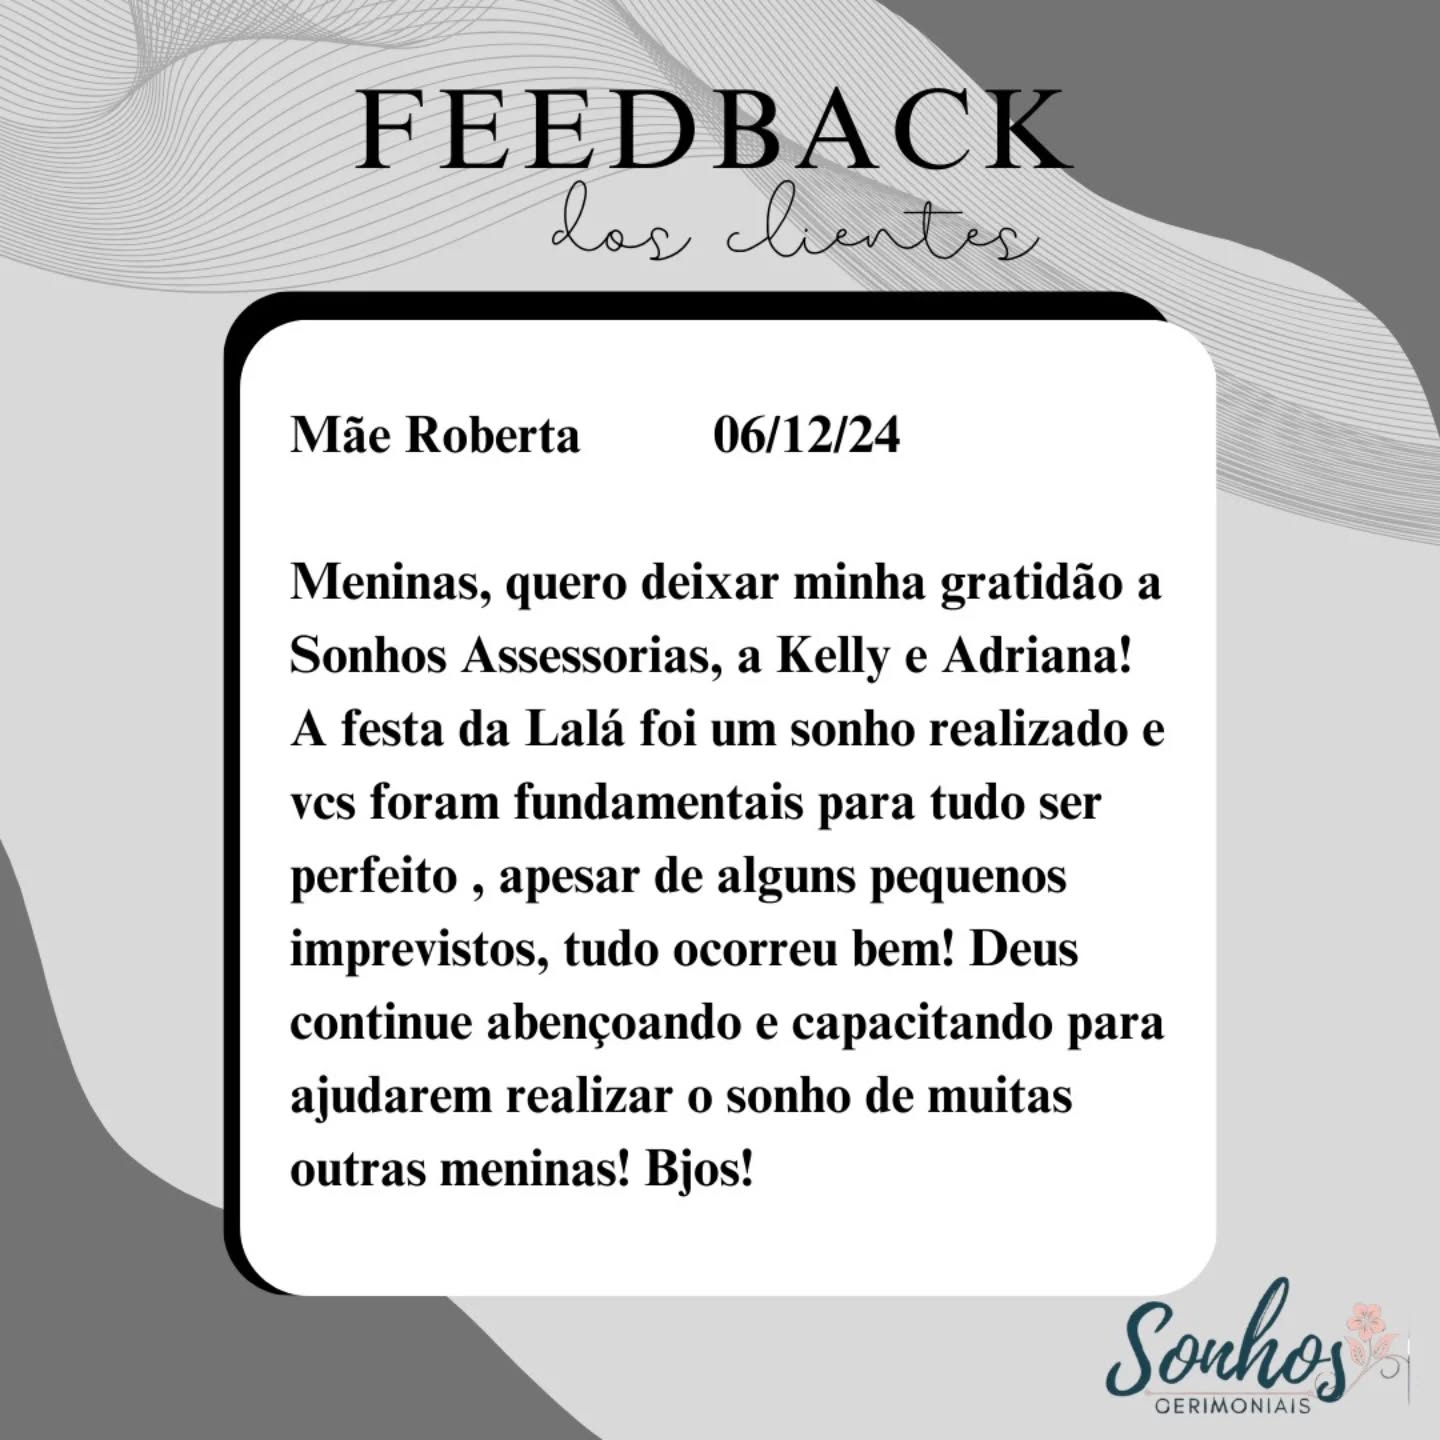 FEEDBACK
dos clientes
Mãe Roberta 06/12/24
Meninas, quero deixar minha gratidão a
Sonhos Assessorias, a Kelly e Adriana!
A festa da Lalá foi um sonho realizado e
vcs foram fundamentais para tudo ser
perfeito , apesar de alguns pequenos
imprevistos, tudo ocorreu bem! Deus
continue abençoando e capacitando para
ajudarem realizar o sonho de muitas
outras meninas! Bjos!
Sonhos
CERIMONIAIS